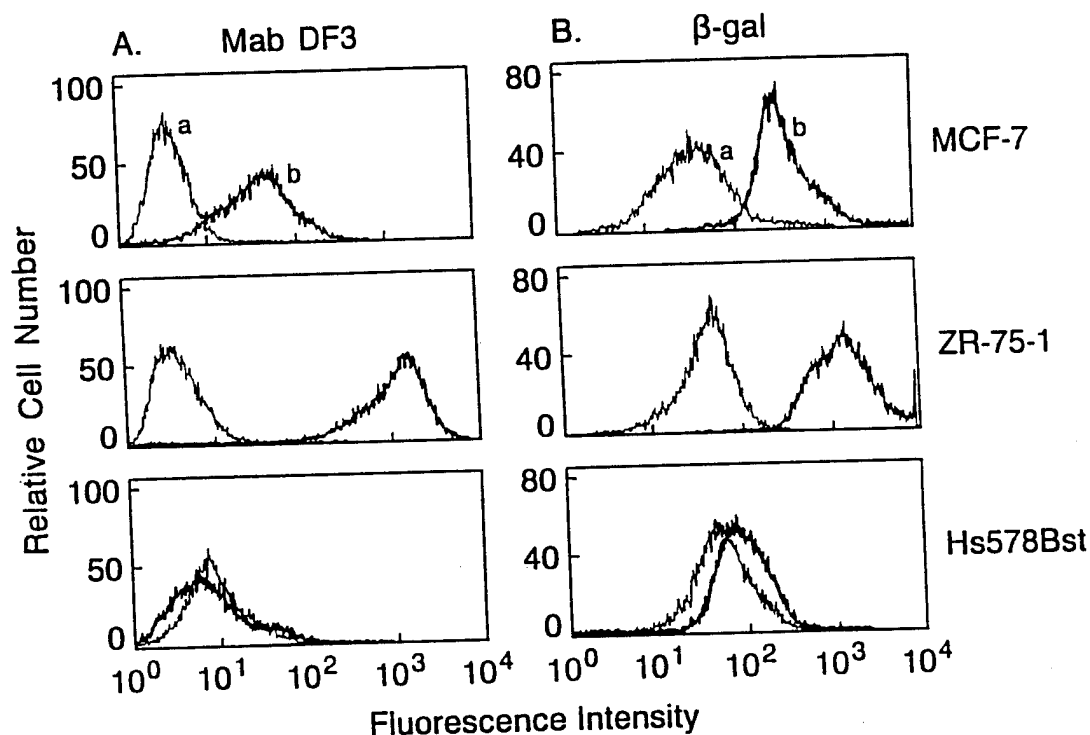 A. Mab DF3
B. β-gal
Relative Cell Number
100
50
0
a
b
80
40
0
a
b
MCF-7
100
50
0
80
40
0
ZR-75-1
100
50
0
80
40
0
Hs578Bst
10⁰ 10¹ 10² 10³ 10⁴
10⁰ 10¹ 10² 10³ 10⁴
Fluorescence Intensity